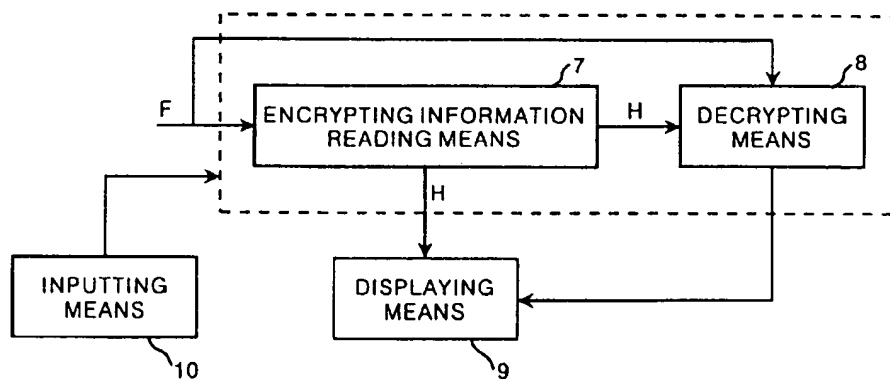 7
8
F
ENCRYPTING INFORMATION
READING MEANS
H
DECRYPTING
MEANS
H
INPUTTING
MEANS
DISPLAYING
MEANS
10
9